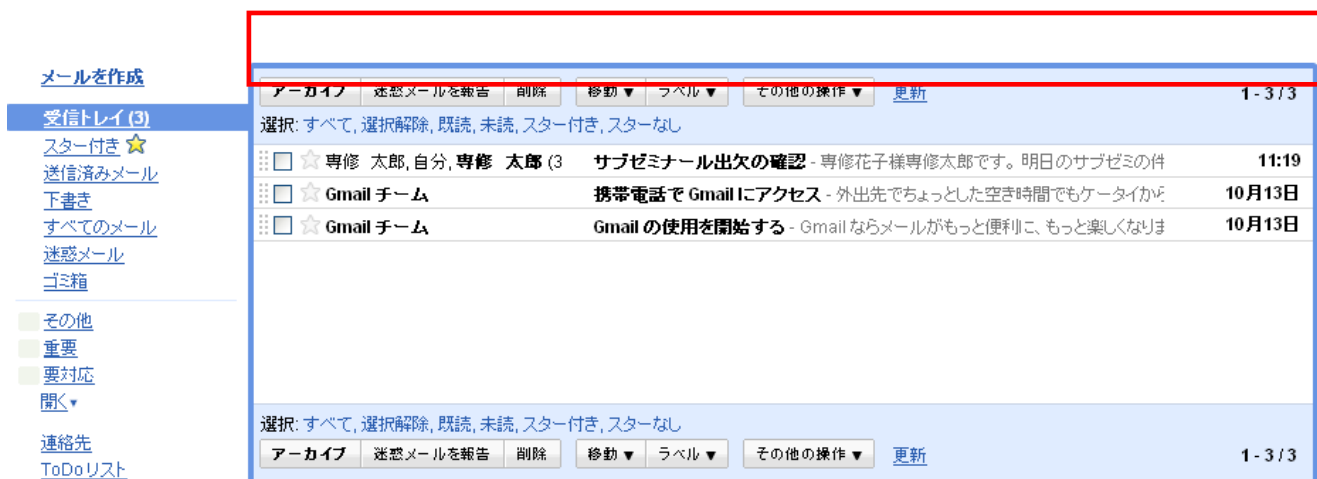 メールを作成
アーカイブ 迷惑メールを報告 削除 移動▼ ラベル▼ その他の操作▼ 更新 1 - 3 / 3
受信トレイ (3)
選択: すべて, 選択解除, 既読, 未読, スター付き, スターなし
スター付き
専修 太郎, 自分, 専修 太郎 (3 サブゼミナール出欠の確認 - 専修花子様専修太郎です。明日のサブゼミの件 11:19
送信済みメール
Gmail チーム 携帯電話で Gmail にアクセス - 外出先でちょっとした空き時間でもケータイから 10月13日
下書き
すべてのメール
Gmail チーム Gmail の使用を開始する - Gmail ならメールがもっと便利に、もっと楽しくなりま 10月13日
迷惑メール
ゴミ箱
その他
重要
要対応
開く▼
選択: すべて, 選択解除, 既読, 未読, スター付き, スターなし
連絡先
アーカイブ 迷惑メールを報告 削除 移動▼ ラベル▼ その他の操作▼ 更新 1 - 3 / 3
ToDoリスト